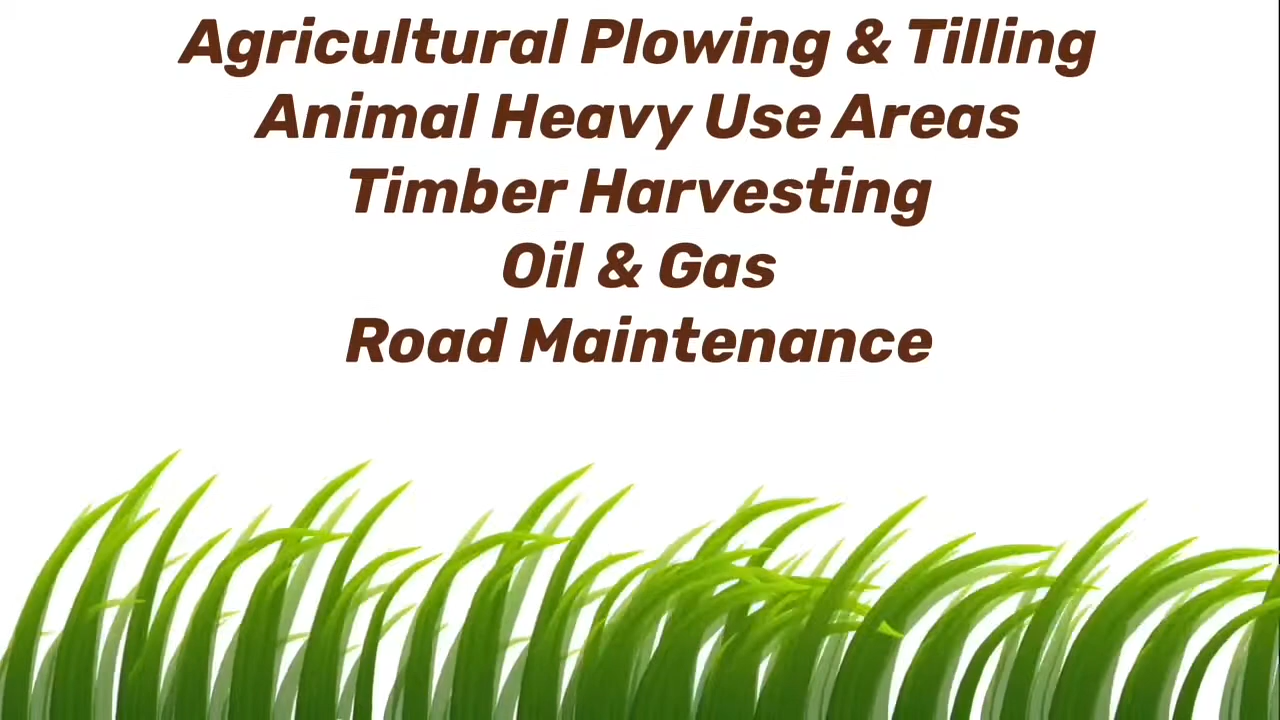 Agricultural Plowing & Tilling
Animal Heavy Use Areas
Timber Harvesting
Oil & Gas
Road Maintenance